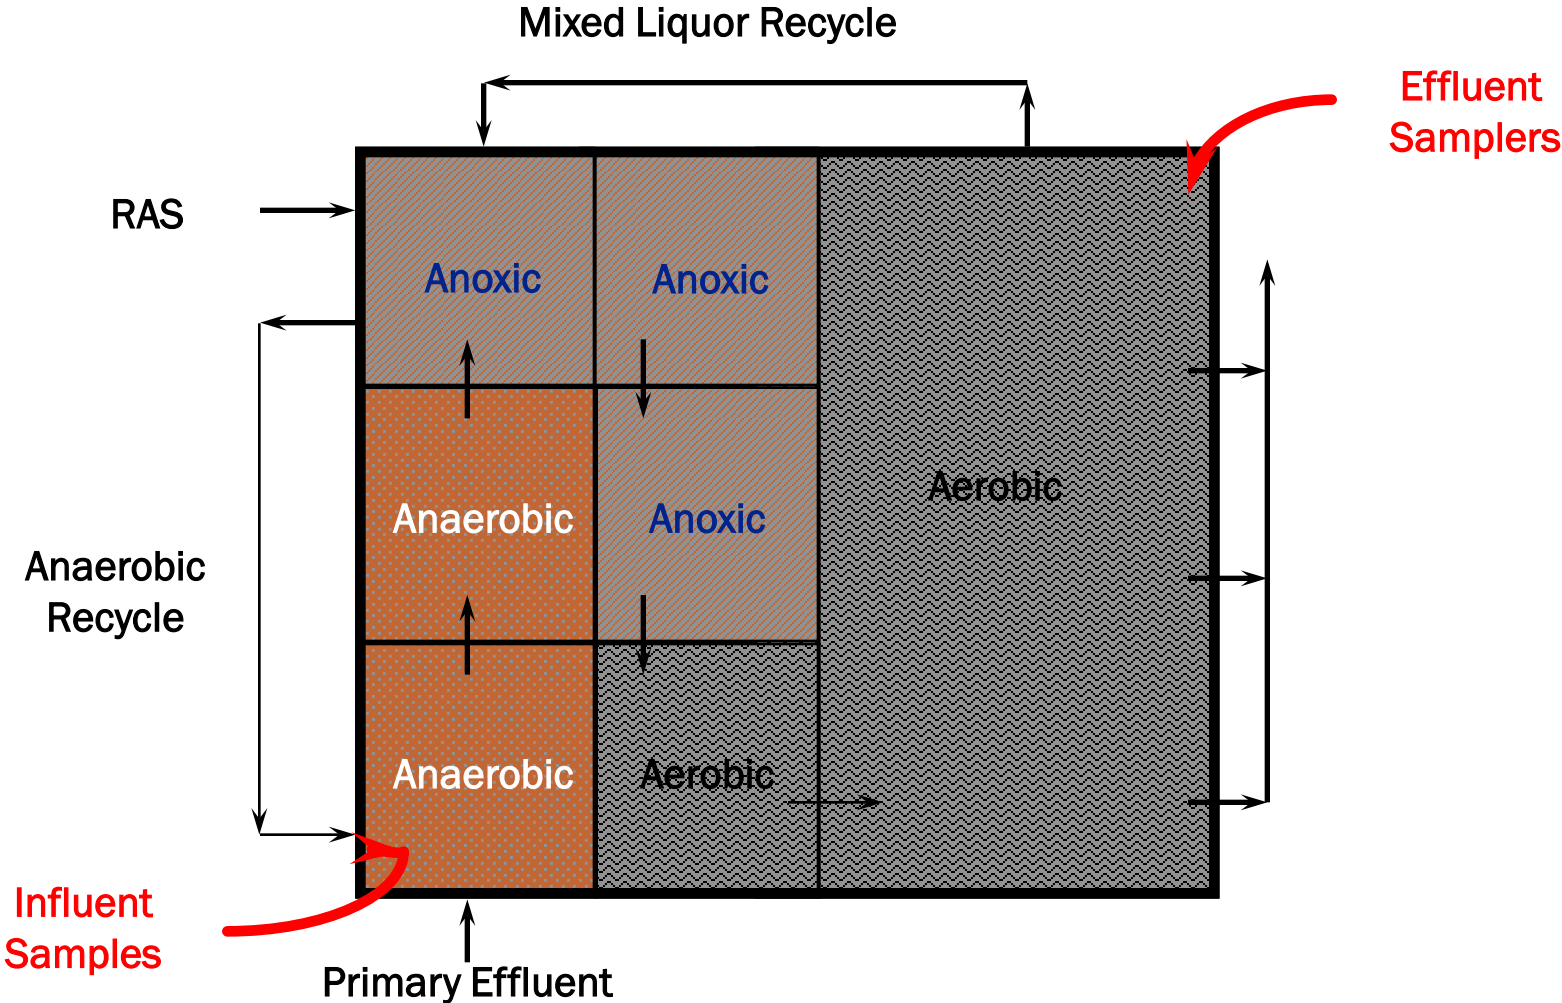 Mixed Liquor Recycle
Effluent
Samplers
RAS
Anoxic
Anoxic
Aerobic
Anaerobic
Anoxic
Anaerobic
Recycle
Anaerobic
Aerobic
Influent
Samples
Primary Effluent